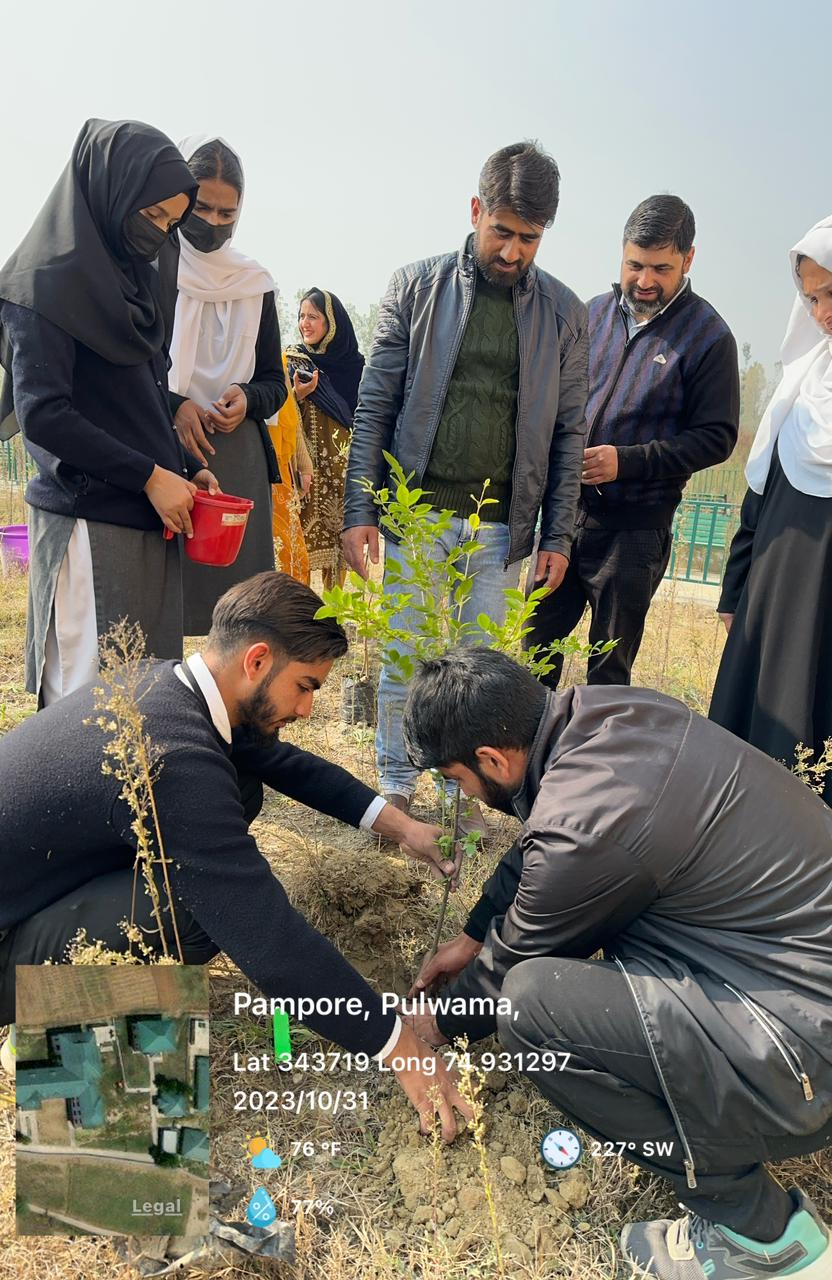 Pampore, Pulwama,
Lat 343719 Long 74.931297
2023/10/31
76 °F
227° SW
77%
Legal